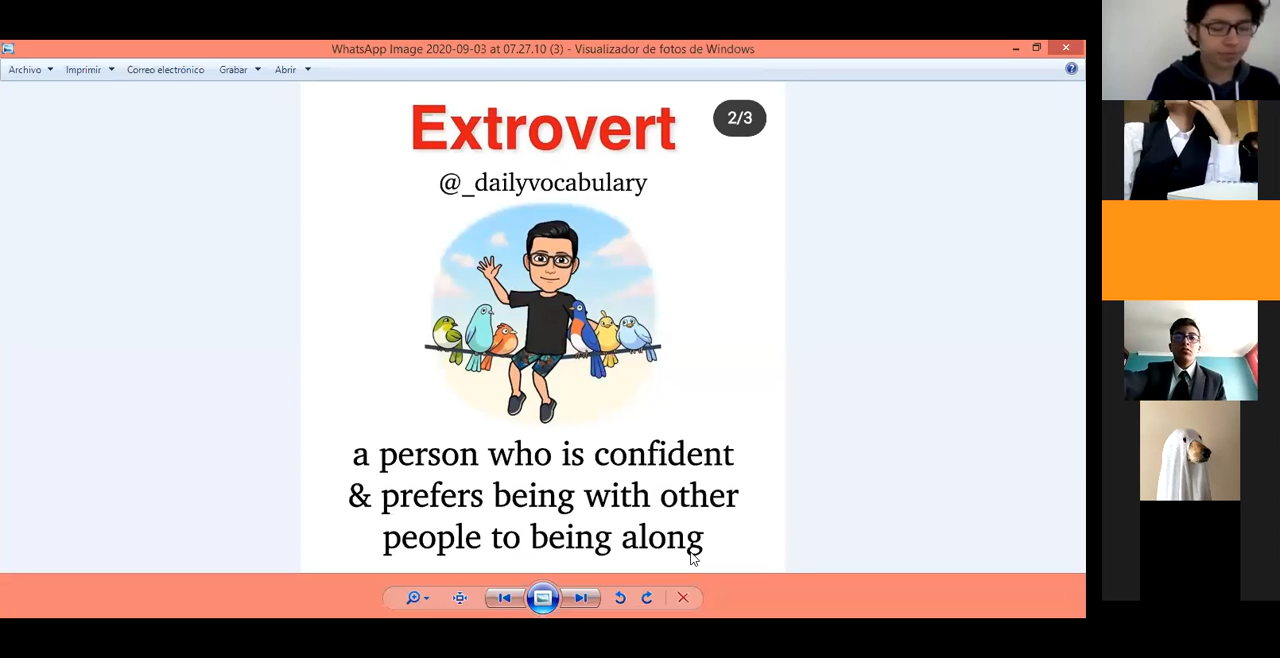 WhatsApp Image 2020-09-03 at 07.27.10 (3) - Visualizador de fotos de Windows
Archivo Imprimir Correo electrónico Grabar Abrir
Extrovert
2/3
@_dailyvocabulary
a person who is confident
& prefers being with other
people to being along